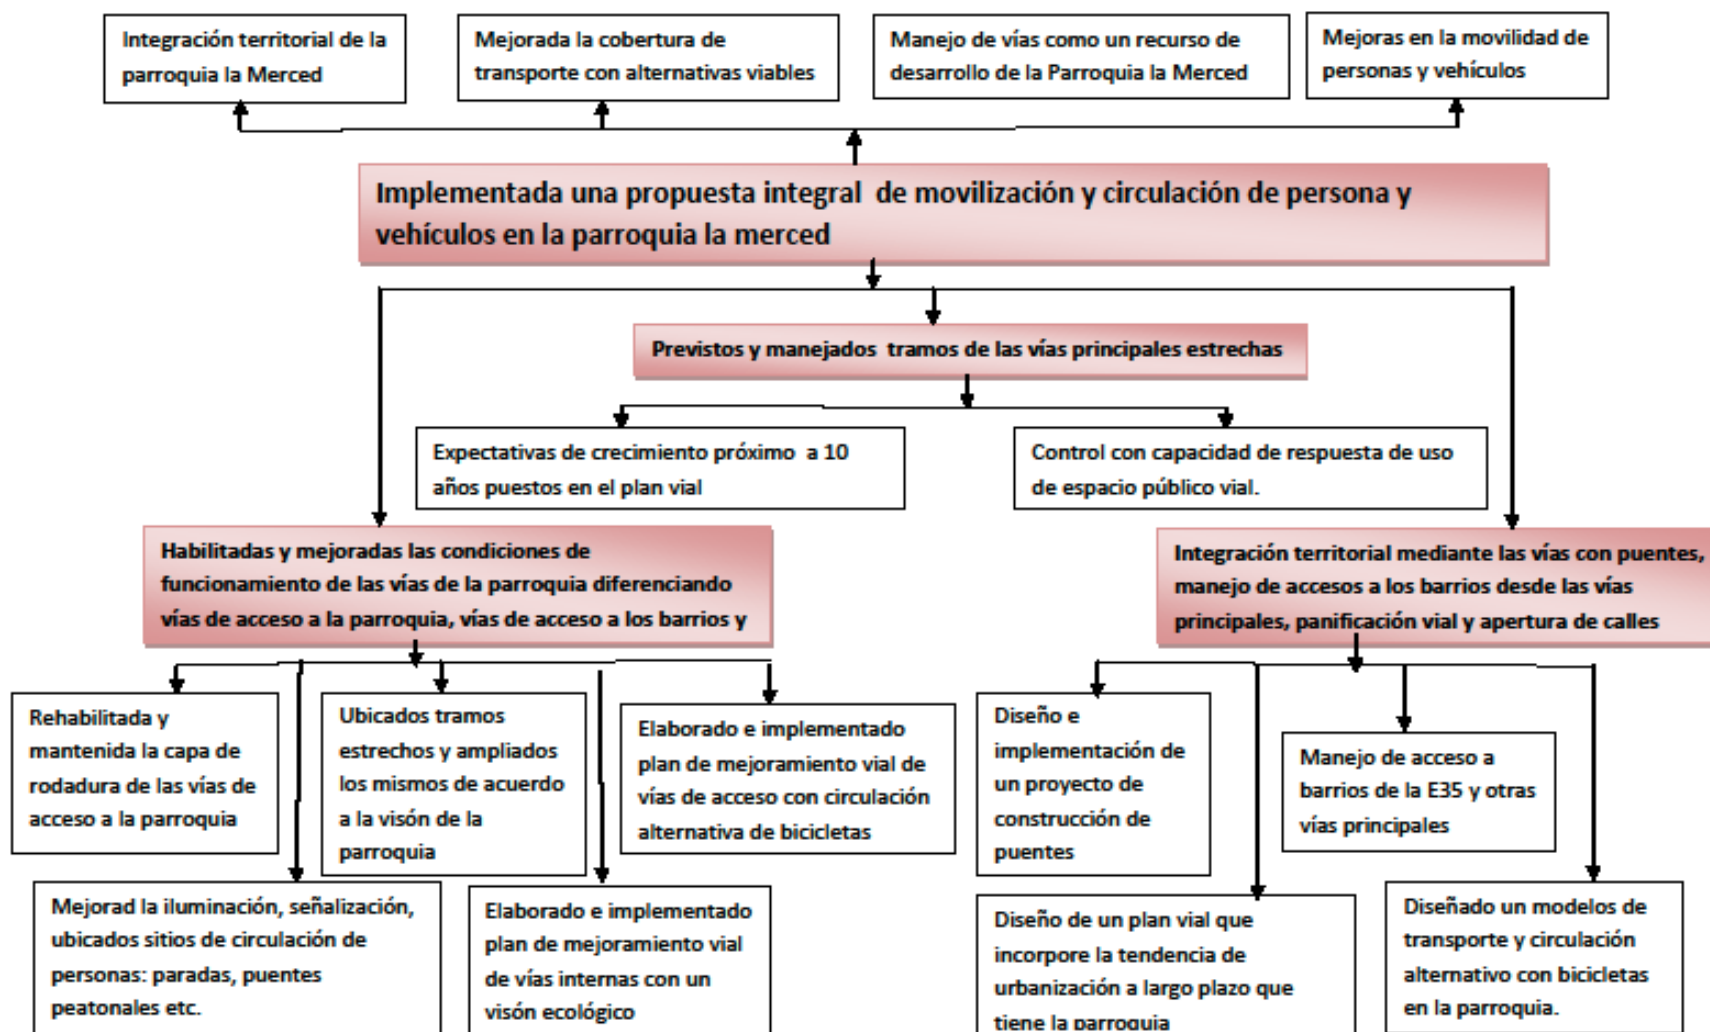 Integración territorial de la
parroquia la Merced
Mejorada la cobertura de
transporte con alternativas viables
Manejo de vías como un recurso de
desarrollo de la Parroquia la Merced
Mejoras en la movilidad de
personas y vehículos
Implementada una propuesta integral de movilización y circulación de persona y
vehículos en la parroquia la merced
Previstos y manejados tramos de las vías principales estrechas
Expectativas de crecimiento próximo a 10
años puestos en el plan vial
Control con capacidad de respuesta de uso
de espacio público vial.
Habilitadas y mejoradas las condiciones de
funcionamiento de las vías de la parroquia diferenciando
vías de acceso a la parroquia, vías de acceso a los barrios y
Integración territorial mediante las vías con puentes,
manejo de accesos a los barrios desde las vías
principales, panificación vial y apertura de calles
Rehabilitada y
mantenida la capa de
rodadura de las vías de
acceso a la parroquia
Ubicados tramos
estrechos y ampliados
los mismos de acuerdo
a la visón de la
parroquia
Elaborado e implementado
plan de mejoramiento vial de
vías de acceso con circulación
alternativa de bicicletas
Diseño e
implementación de
un proyecto de
construcción de
puentes
Manejo de acceso a
barrios de la E35 y otras
vías principales
Mejorad la iluminación, señalización,
ubicados sitios de circulación de
personas: paradas, puentes
peatonales etc.
Elaborado e implementado
plan de mejoramiento vial
de vías internas con un
visón ecológico
Diseño de un plan vial que
incorpore la tendencia de
urbanización a largo plazo que
tiene la parroquia
Diseñado un modelos de
transporte y circulación
alternativo con bicicletas
en la parroquia.